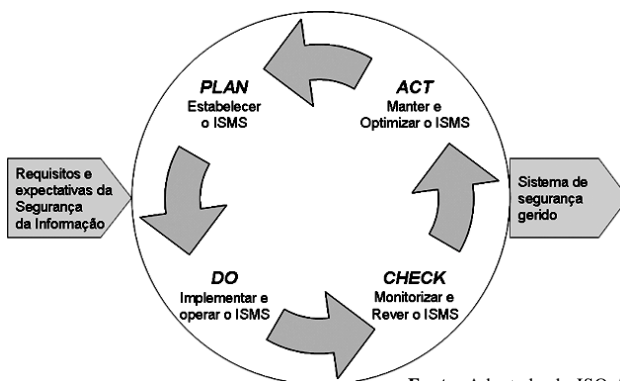 PLAN
Estabelecer
o ISMS
ACT
Manter e
Optimizar o ISMS
Requisitos e
expectativas da
Segurança
da Informação
Sistema de
segurança
gerido
DO
Implementar e
operar o ISMS
CHECK
Monitorizar e
Rever o ISMS